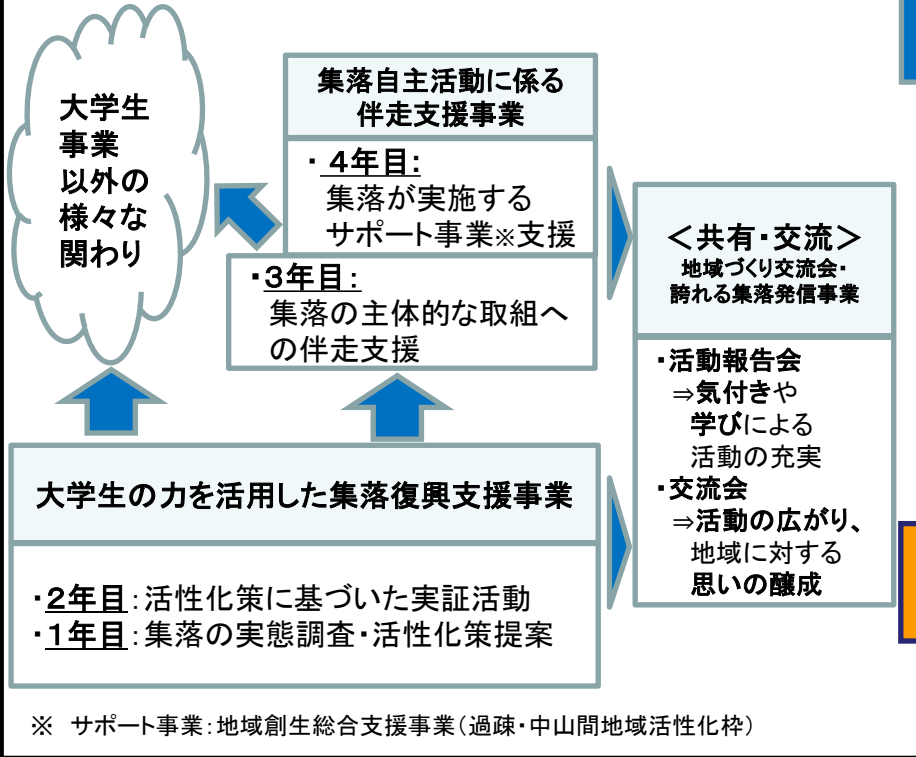 大学生
事業
以外の
様々な
関わり
集落自主活動に係る
伴走支援事業
・４年目：
集落が実施する
サポート事業※支援
・３年目：
集落の主体的な取組へ
の伴走支援
大学生の力を活用した集落復興支援事業
・２年目：活性化策に基づいた実証活動
・１年目：集落の実態調査・活性化策提案
＜共有・交流＞
地域づくり交流会・
誇れる集落発信事業
・活動報告会
⇒気付きや
学びによる
活動の充実
・交流会
⇒活動の広がり、
地域に対する
思いの醸成
※　サポート事業：地域創生総合支援事業（過疎・中山間地域活性化枠）